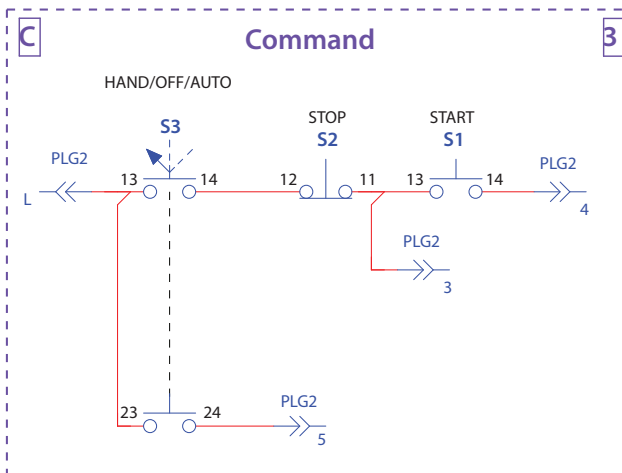 C Command 3
HAND/OFF/AUTO
STOP START
S3 S2 S1
PLG2 PLG2
13 14 12 11 13 14
L 4
PLG2
3
PLG2
23 24
5